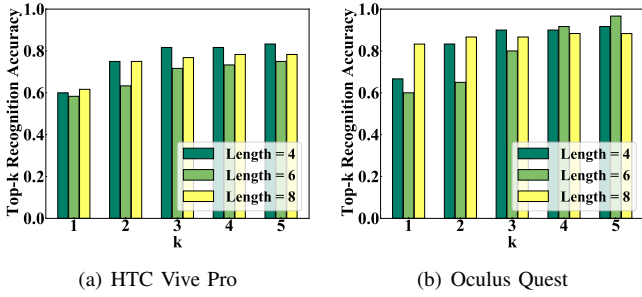 Top-k Recognition Accuracy
1.0
0.8
0.6
0.4
0.2
0.0
Length = 4
Length = 6
Length = 8
1 2 3 4 5
k
(a) HTC Vive Pro
Top-k Recognition Accuracy
1.0
0.8
0.6
0.4
0.2
0.0
Length = 4
Length = 6
Length = 8
1 2 3 4 5
k
(b) Oculus Quest